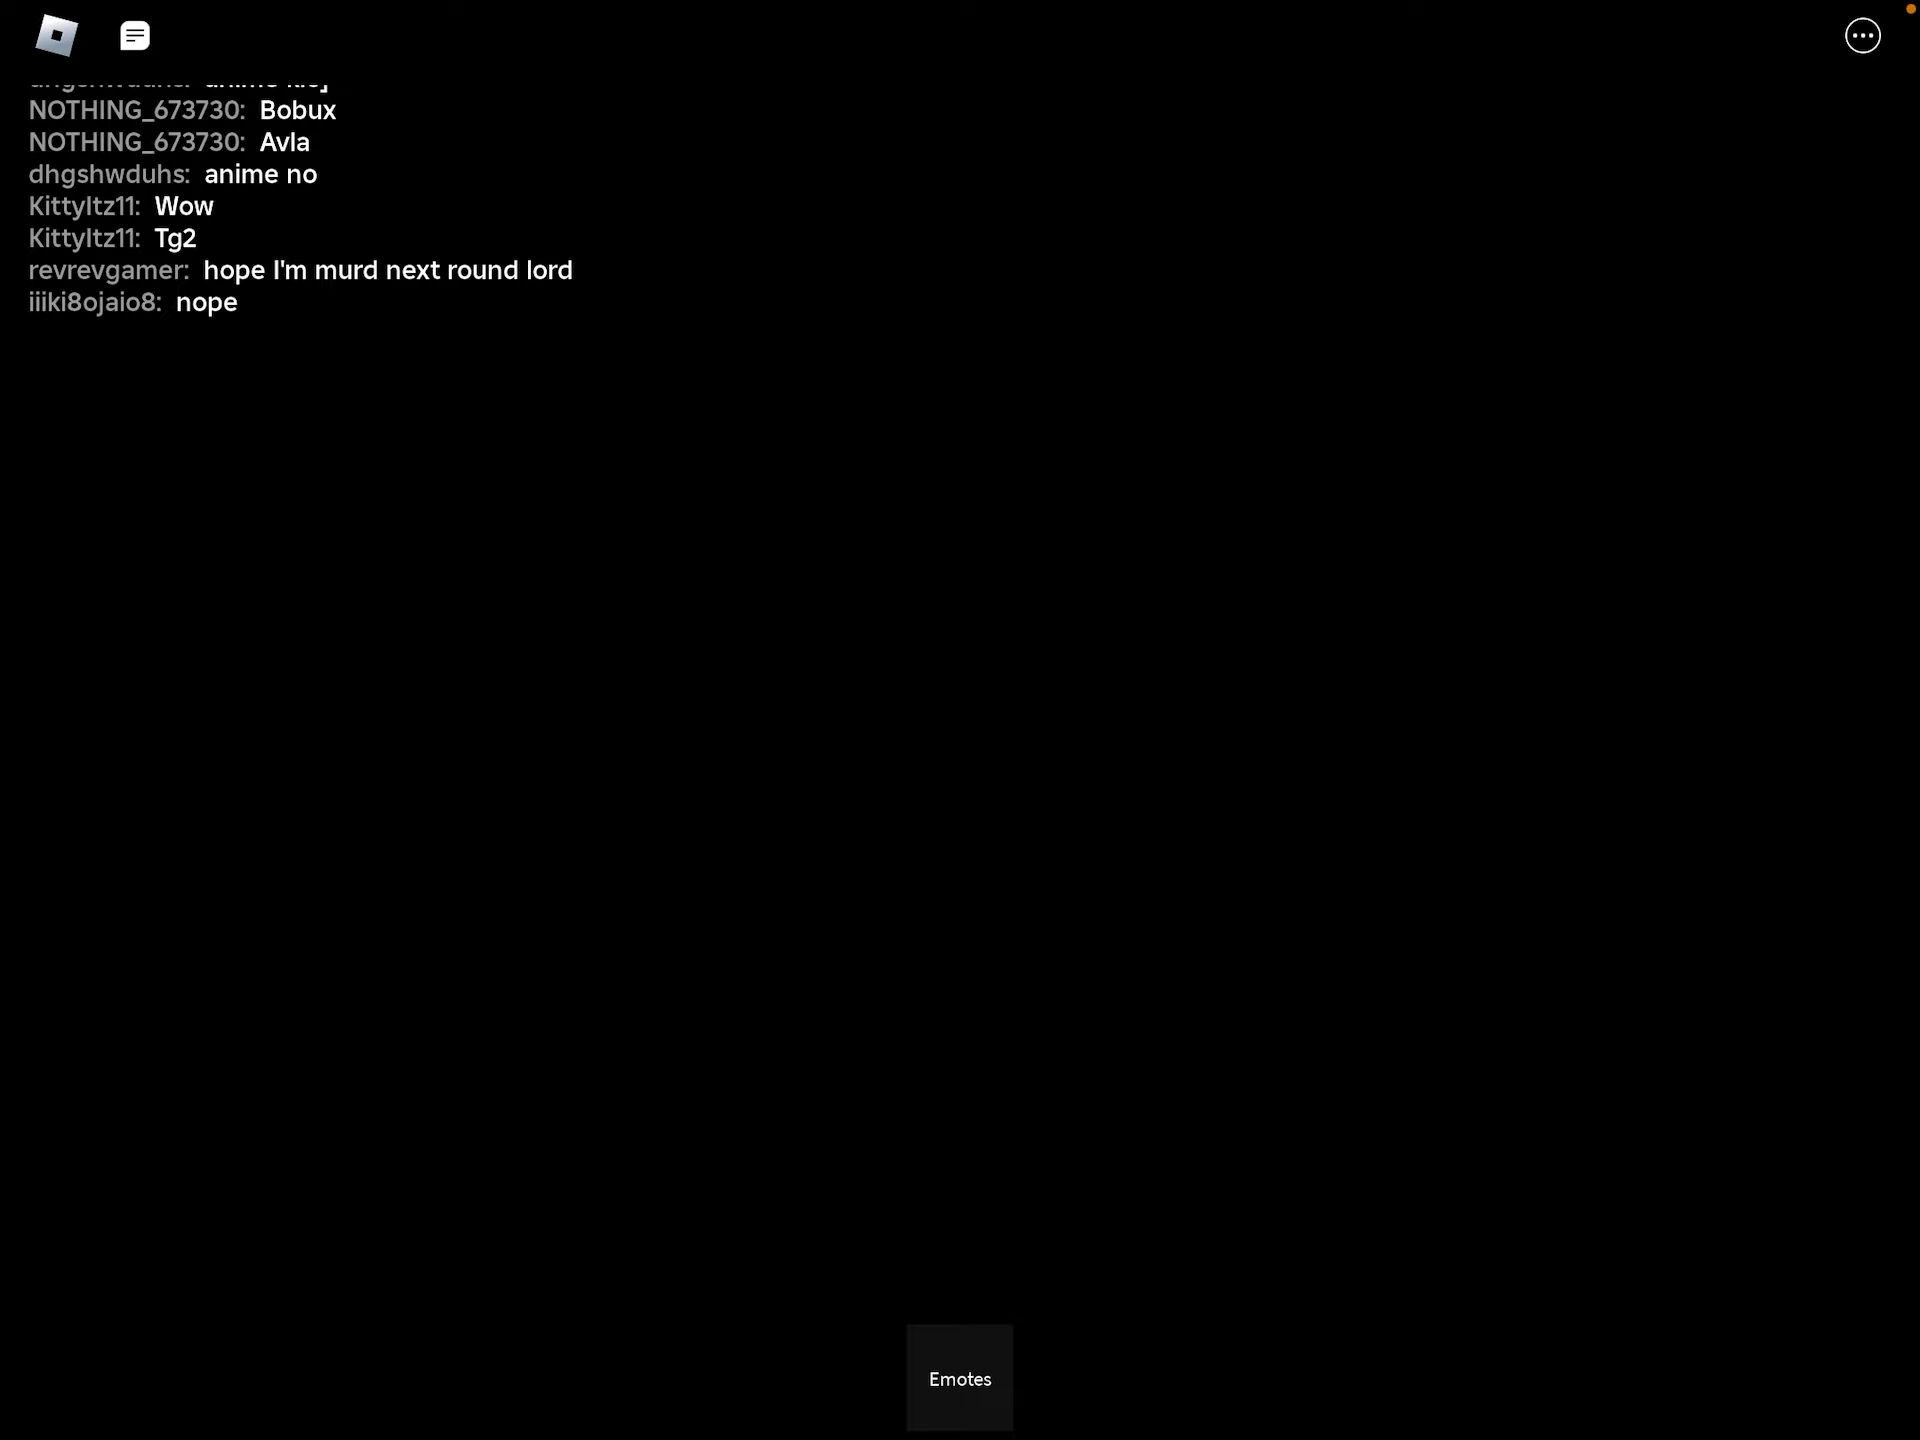 NOTHING_673730: Bobux
NOTHING_673730: Avla
dhgshwduhs: anime no
KittyItz11: Wow
KittyItz11: Tg2
revrevgamer: hope I'm murd next round lord
iiiki8ojaio8: nope
Emotes